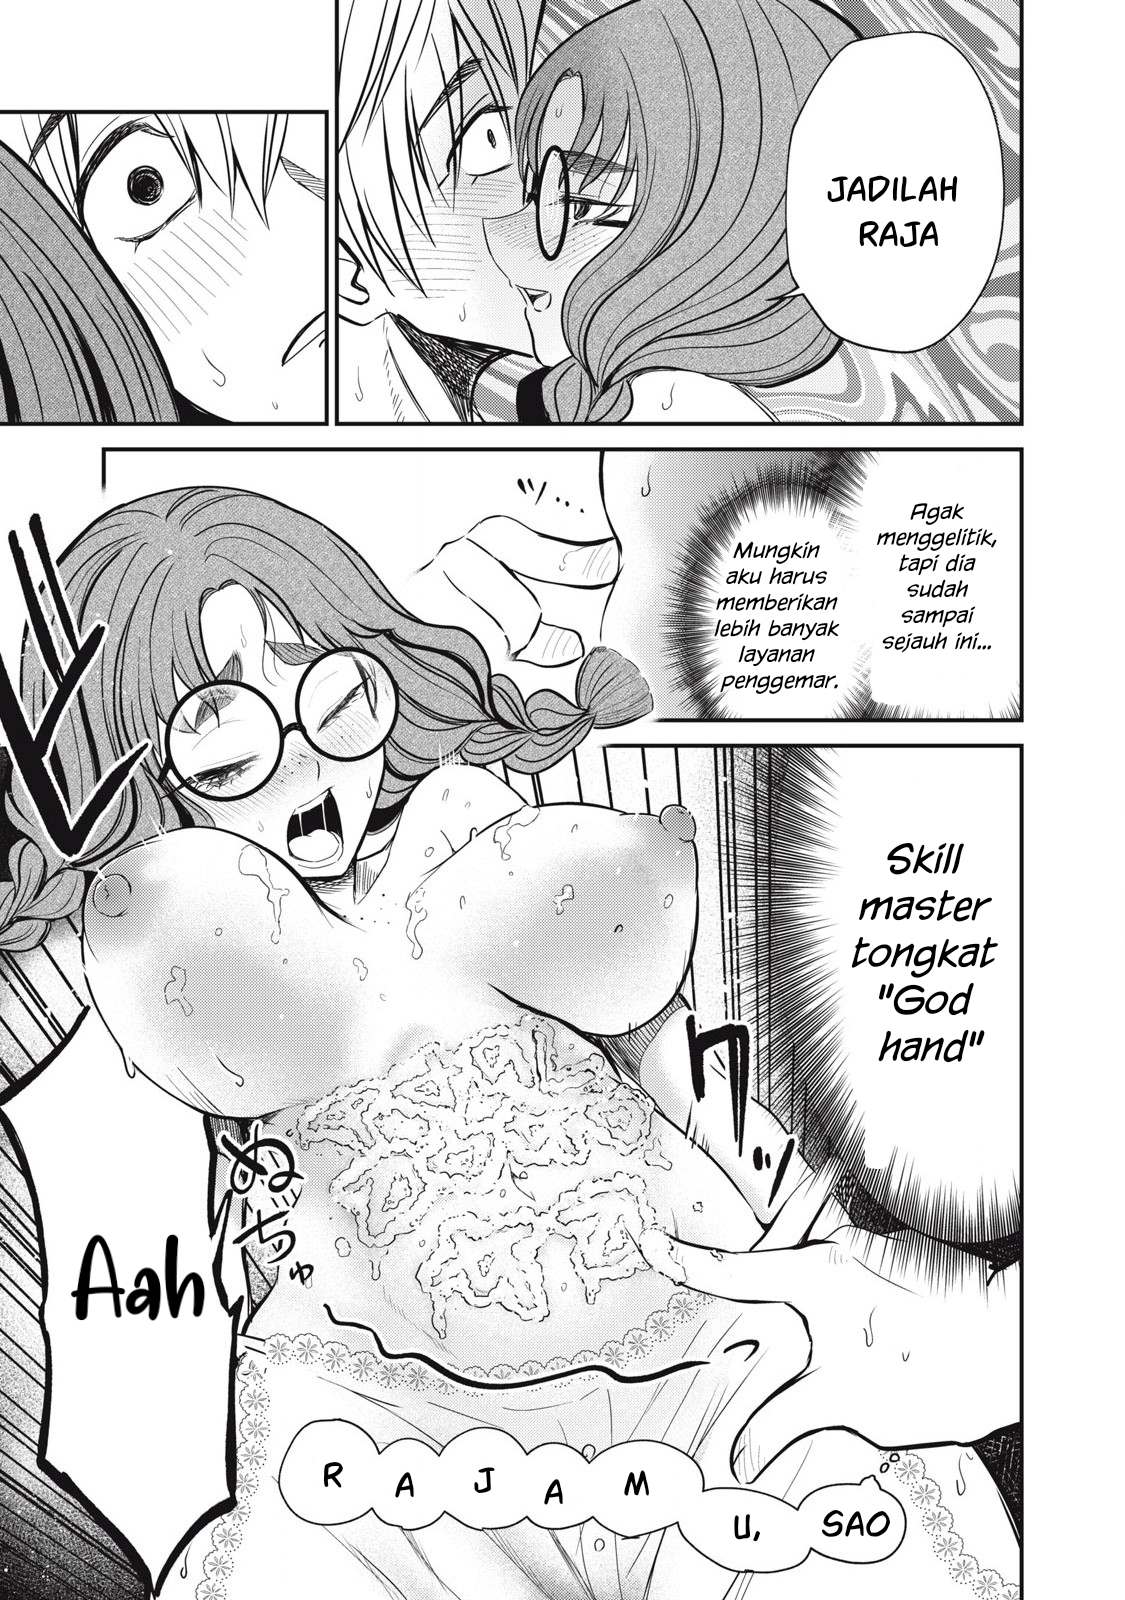 JADILAH
RAJA
Agak
menggelitik,
tapi dia
sudah
sampai
sejauh ini...
Mungkin
aku harus
memberikan
lebih banyak
layanan
penggemar.
Skill
master
tongkat
"God
hand"
ぬちゅ
Aah
R A J A M U, SAO